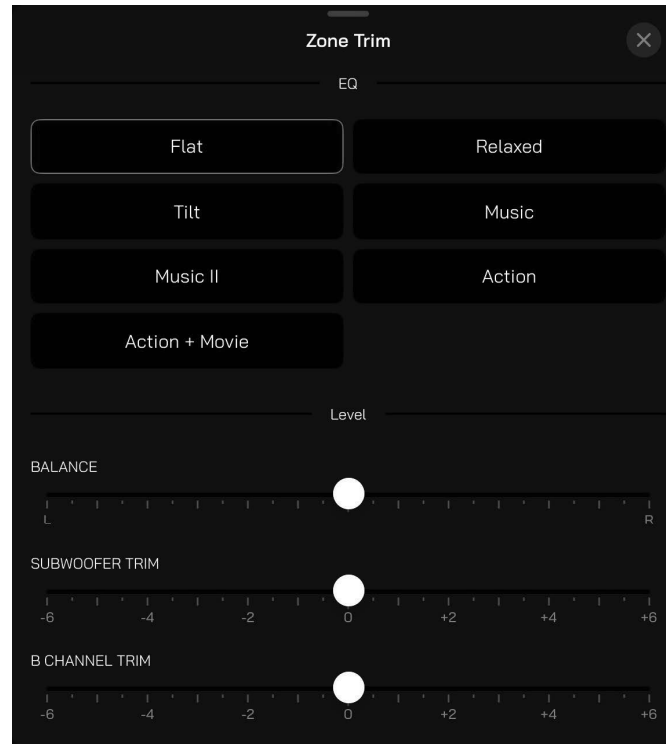 Zone Trim
EQ
Flat Relaxed
Tilt Music
Music II Action
Action + Movie
Level
BALANCE
L R
SUBWOOFER TRIM
-6 -4 -2 0 +2 +4 +6
B CHANNEL TRIM
-6 -4 -2 0 +2 +4 +6